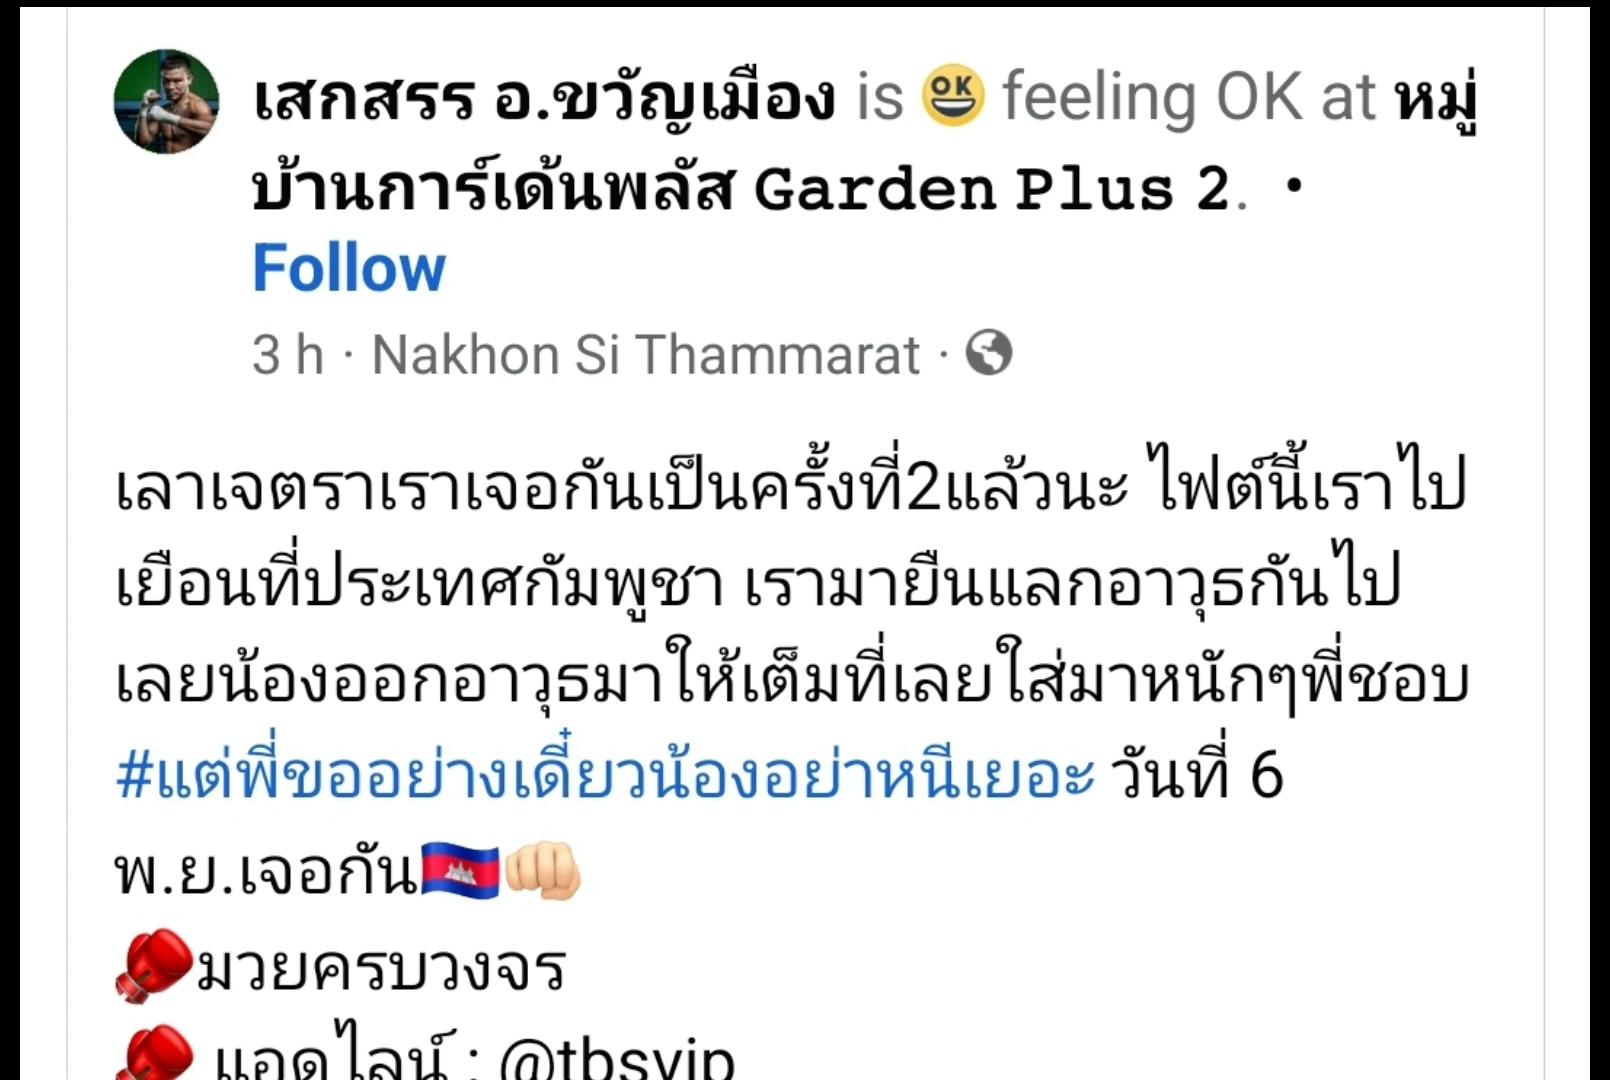 เสกสรร อ.ขวัญเมือง is feeling OK at หมู่
บ้านการ์เด้นพลัส Garden Plus 2. •
Follow
3 h · Nakhon Si Thammarat ·
เลาเจตราเราเจอกันเป็นครั้งที่2แล้วนะ ไฟต์นี้เราไป
เยือนที่ประเทศกัมพูชา เรามายืนแลกอาวุธกันไป
เลยน้องออกอาวุธมาให้เต็มที่เลยใส่มาหนักๆพี่ชอบ
#แต่พี่ขออย่างเดี๋ยวน้องอย่าหนีเยอะ วันที่ 6
พ.ย.เจอกัน🇰🇭👊🏻
🥊มวยครบวงจร
🥊 แอดไลน์ : @tbsvip